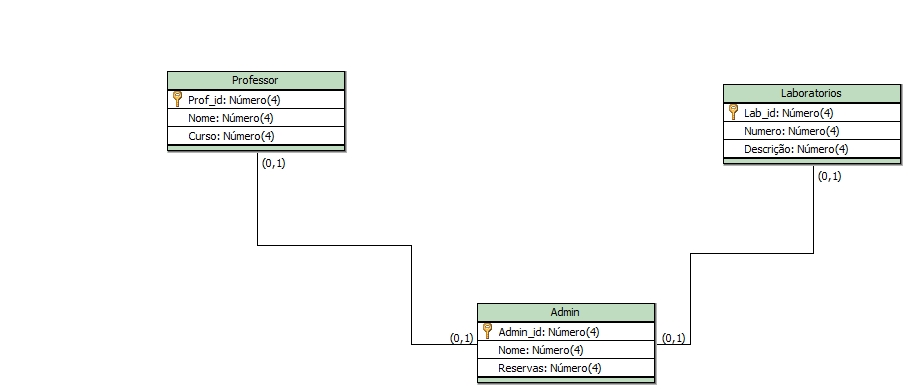 Professor
Prof_id: Número(4)
Nome: Número(4)
Curso: Número(4)
(0,1)
Laboratorios
Lab_id: Número(4)
Numero: Número(4)
Descrição: Número(4)
(0,1)
Admin
Admin_id: Número(4)
Nome: Número(4)
Reservas: Número(4)
(0,1)
(0,1)